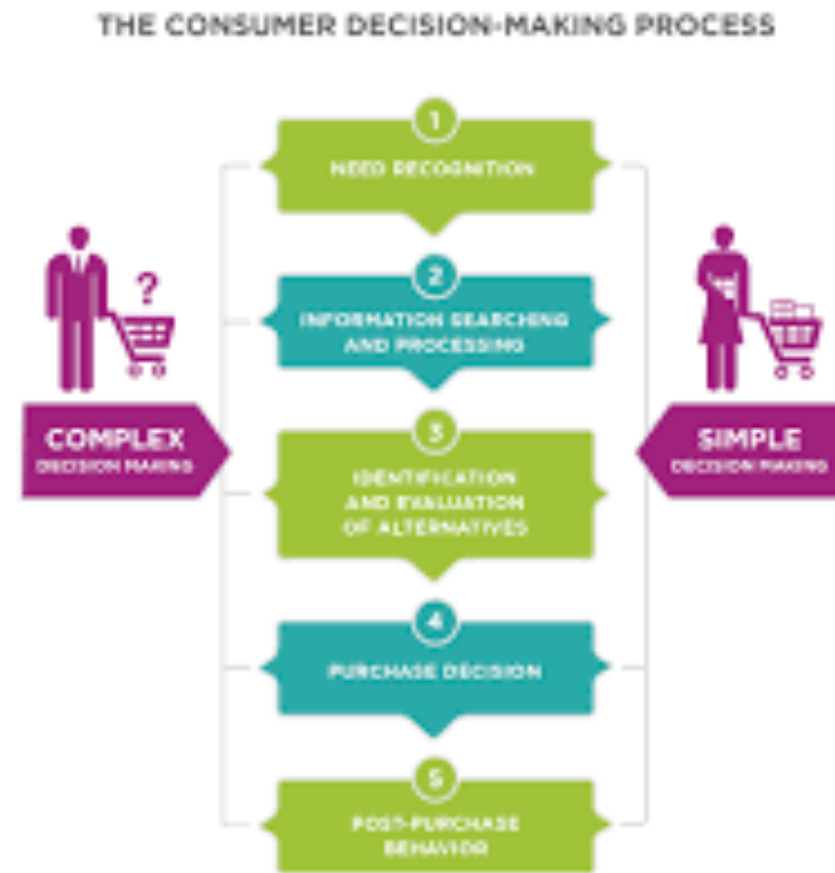 THE CONSUMER DECISION-MAKING PROCESS
1
NEED RECOGNITION
2
INFORMATION SEARCHING
AND PROCESSING
?
COMPLEX
DECISION MAKING
SIMPLE
DECISION MAKING
3
IDENTIFICATION
AND EVALUATION
OF ALTERNATIVES
4
PURCHASE DECISION
5
POST-PURCHASE
BEHAVIOR